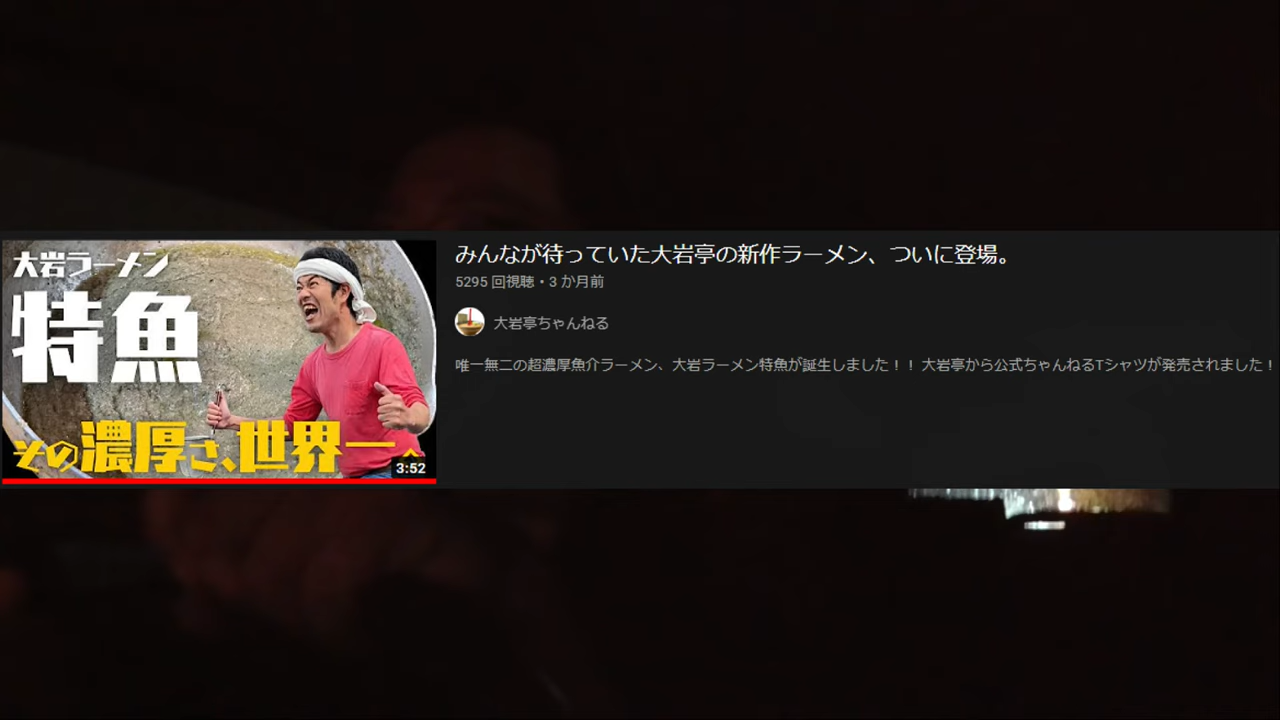 大岩ラーメン
特魚
その濃厚さ、世界一へ
3:52
みんなが待っていた大岩亭の新作ラーメン、ついに登場。
5295 回視聴・3 か月前
大岩亭ちゃんねる
唯一無二の超濃厚魚介ラーメン、大岩ラーメン特魚が誕生しました！！ 大岩亭から公式ちゃんねるTシャツが発売されました！